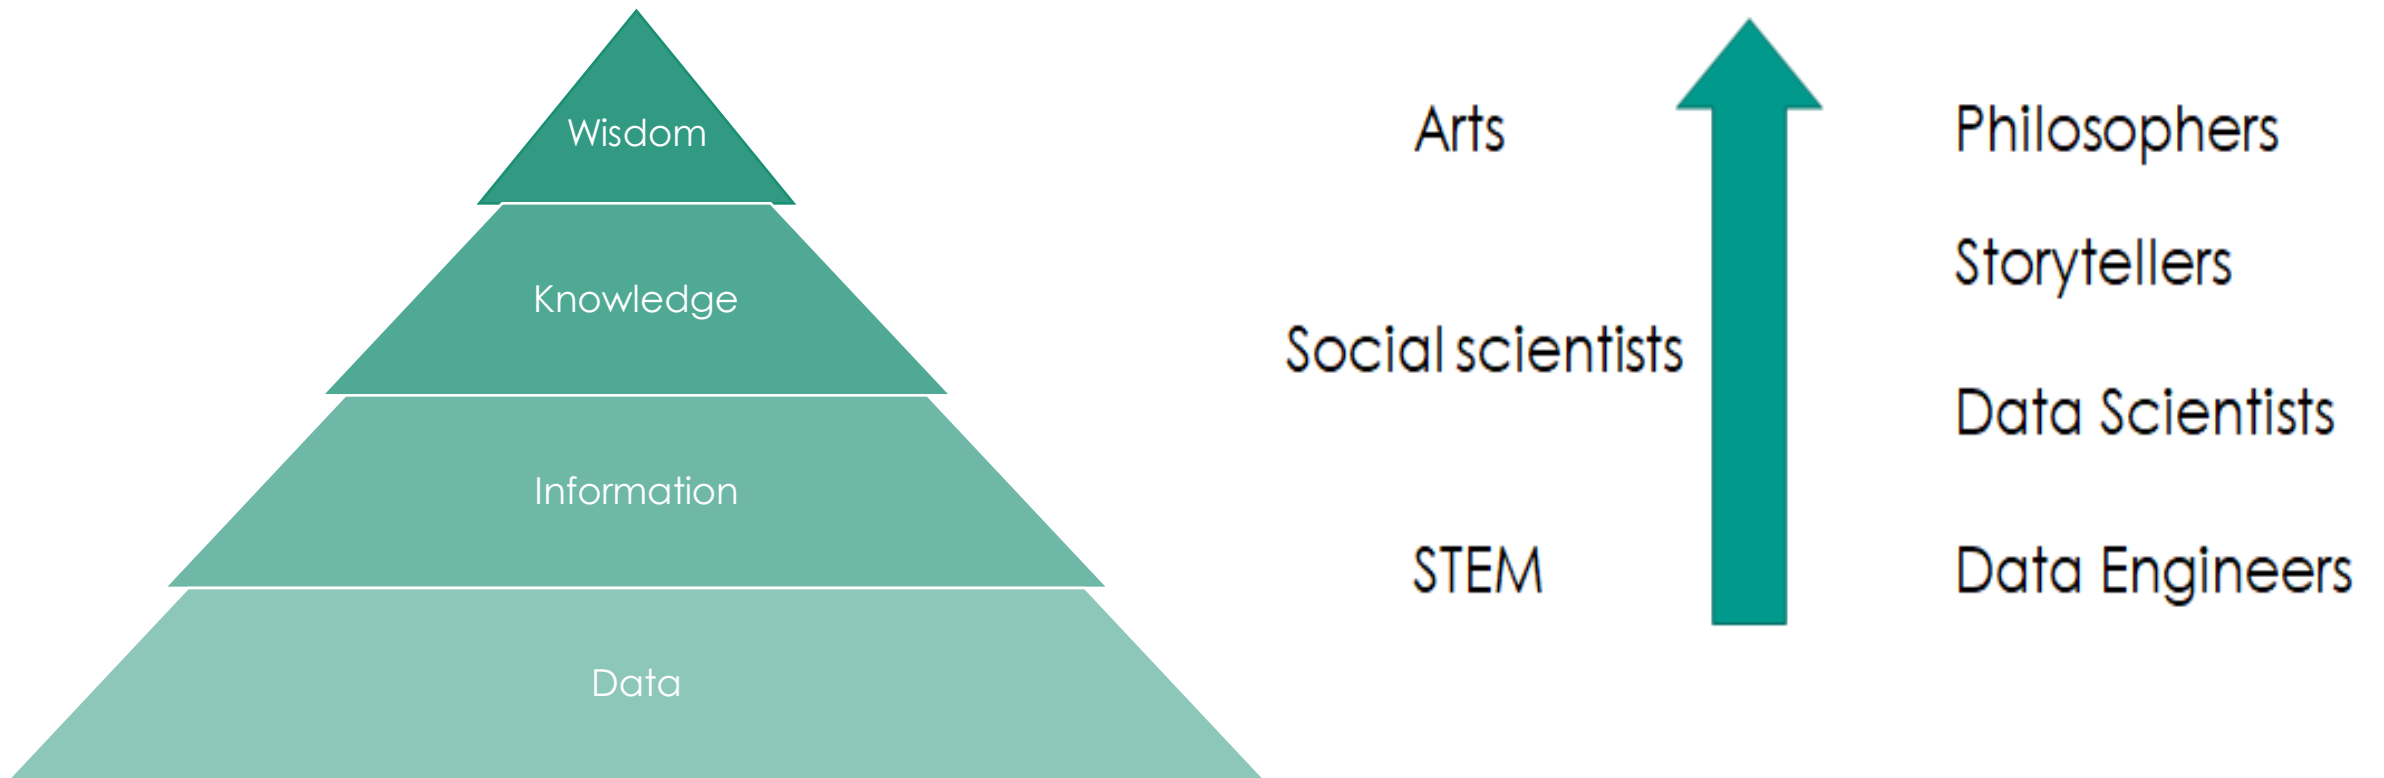 Wisdom
Knowledge
Information
Data
Arts
Social scientists
STEM
Philosophers
Storytellers
Data Scientists
Data Engineers